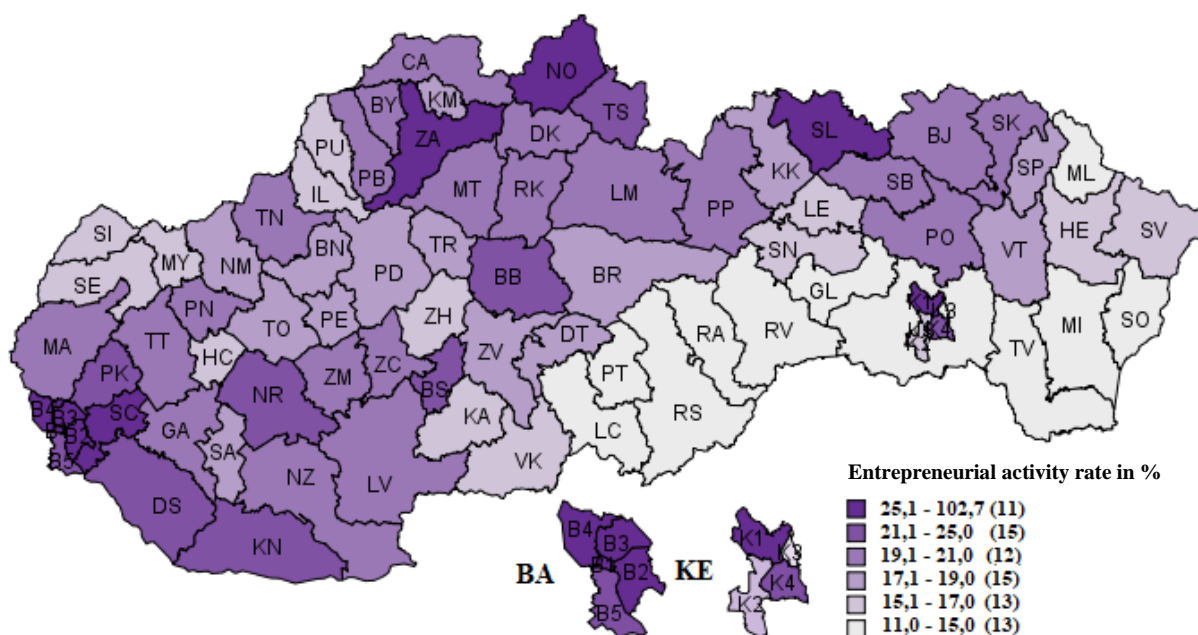 CA
NO
KM
BY
TS
ZA
DK
SL
BJ
SK
PU
PB
SP
ML
MT
RK
LM
PP
KK
SB
IL
LE
TN
SI
BN
TR
PO
HE
SV
MY
NM
PD
BB
BR
SN
VT
SE
GL
PN
TO
PE
ZH
RA
RV
K1
MI
SO
MA
TT
HC
ZC
ZV
DT
K4
TV
PK
NR
ZM
BS
PT
B4
SC
KA
RS
B3
GA
SA
LC
B5
NZ
LV
VK
DS
KN
Entrepreneurial activity rate in %
25,1 - 102,7 (11)
21,1 - 25,0 (15)
19,1 - 21,0 (12)
17,1 - 19,0 (15)
15,1 - 17,0 (13)
11,0 - 15,0 (13)
BA
B4
B3
B2
B5
KE
K1
K4
K2